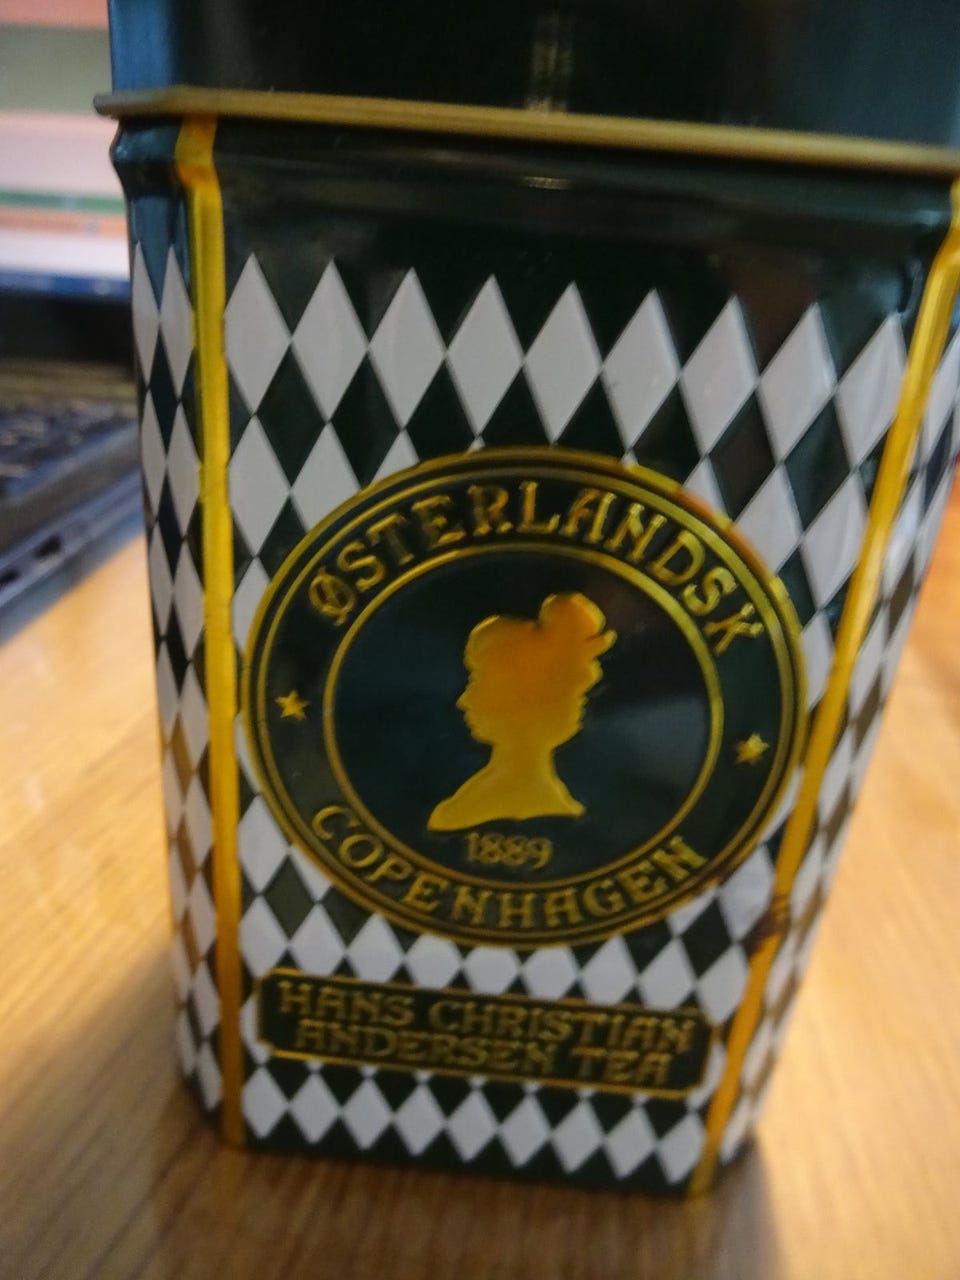 ØSTERLANDSK
1889
COPENHAGEN
HANS CHRISTIAN
ANDERSEN TEA